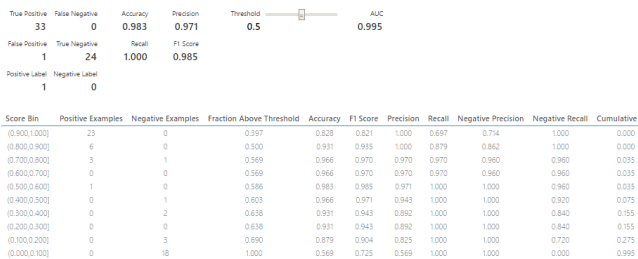 True Positive False Negative Accuracy Precision Threshold AUC
33 0 0.983 0.971 0.5 0.995
False Positive True Negative Recall F1 Score
1 24 1.000 0.985
Positive Label Negative Label
1 0
Score Bin Positive Examples Negative Examples Fraction Above Threshold Accuracy F1 Score Precision Recall Negative Precision Negative Recall Cumulative
(0.900,1.000] 23 0 0.397 0.828 0.821 1.000 0.697 0.714 1.000 0.000
(0.800,0.900] 6 0 0.500 0.931 0.935 1.000 0.879 0.862 1.000 0.000
(0.700,0.800] 3 1 0.569 0.966 0.970 0.970 0.970 0.960 0.960 0.035
(0.600,0.700] 0 0 0.569 0.966 0.970 0.970 0.970 0.960 0.960 0.035
(0.500,0.600] 1 0 0.586 0.983 0.985 0.971 1.000 1.000 0.960 0.035
(0.400,0.500] 0 1 0.603 0.966 0.971 0.943 1.000 1.000 0.920 0.075
(0.300,0.400] 0 2 0.638 0.931 0.943 0.892 1.000 1.000 0.840 0.155
(0.200,0.300] 0 0 0.638 0.931 0.943 0.892 1.000 1.000 0.840 0.155
(0.100,0.200] 0 3 0.690 0.879 0.904 0.825 1.000 1.000 0.720 0.275
(0.000,0.100] 0 18 1.000 0.569 0.725 0.569 1.000 1.000 0.000 0.995